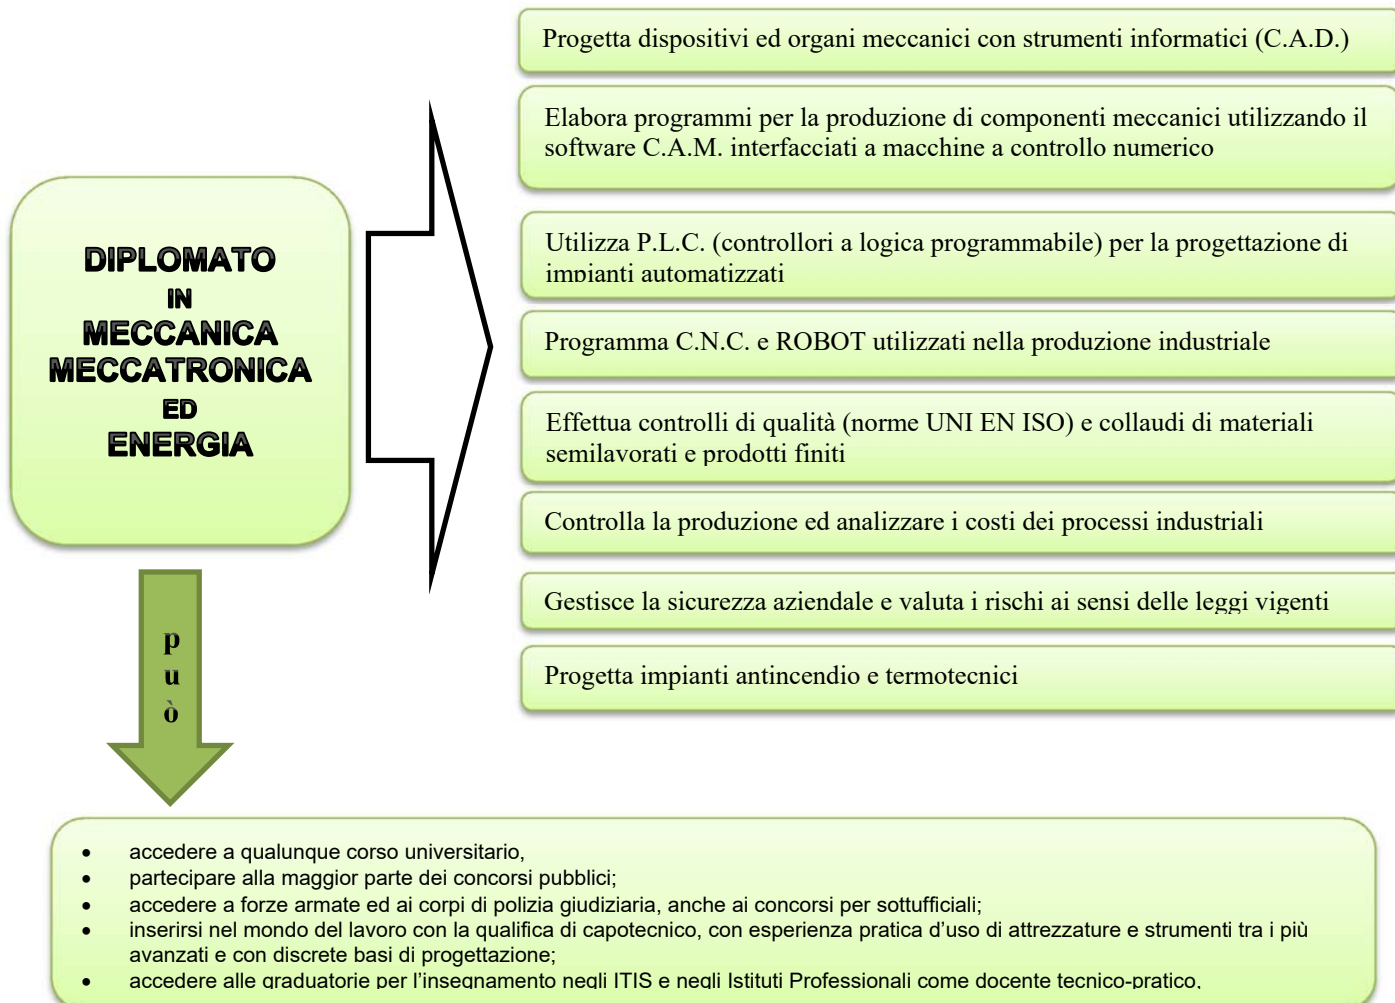 DIPLOMATO
IN
MECCANICA
MECCATRONICA
ED
ENERGIA
Progetta dispositivi ed organi meccanici con strumenti informatici (C.A.D.)
Elabora programmi per la produzione di componenti meccanici utilizzando il
software C.A.M. interfacciati a macchine a controllo numerico
Utilizza P.L.C. (controllori a logica programmabile) per la progettazione di
impianti automatizzati
Programma C.N.C. e ROBOT utilizzati nella produzione industriale
Effettua controlli di qualità (norme UNI EN ISO) e collaudi di materiali
semilavorati e prodotti finiti
Controlla la produzione ed analizzare i costi dei processi industriali
Gestisce la sicurezza aziendale e valuta i rischi ai sensi delle leggi vigenti
Progetta impianti antincendio e termotecnici
p
u
ò
• accedere a qualunque corso universitario,
• partecipare alla maggior parte dei concorsi pubblici;
• accedere a forze armate ed ai corpi di polizia giudiziaria, anche ai concorsi per sottufficiali;
• inserirsi nel mondo del lavoro con la qualifica di capotecnico, con esperienza pratica d’uso di attrezzature e strumenti tra i più
avanzati e con discrete basi di progettazione;
• accedere alle graduatorie per l’insegnamento negli ITIS e negli Istituti Professionali come docente tecnico-pratico,